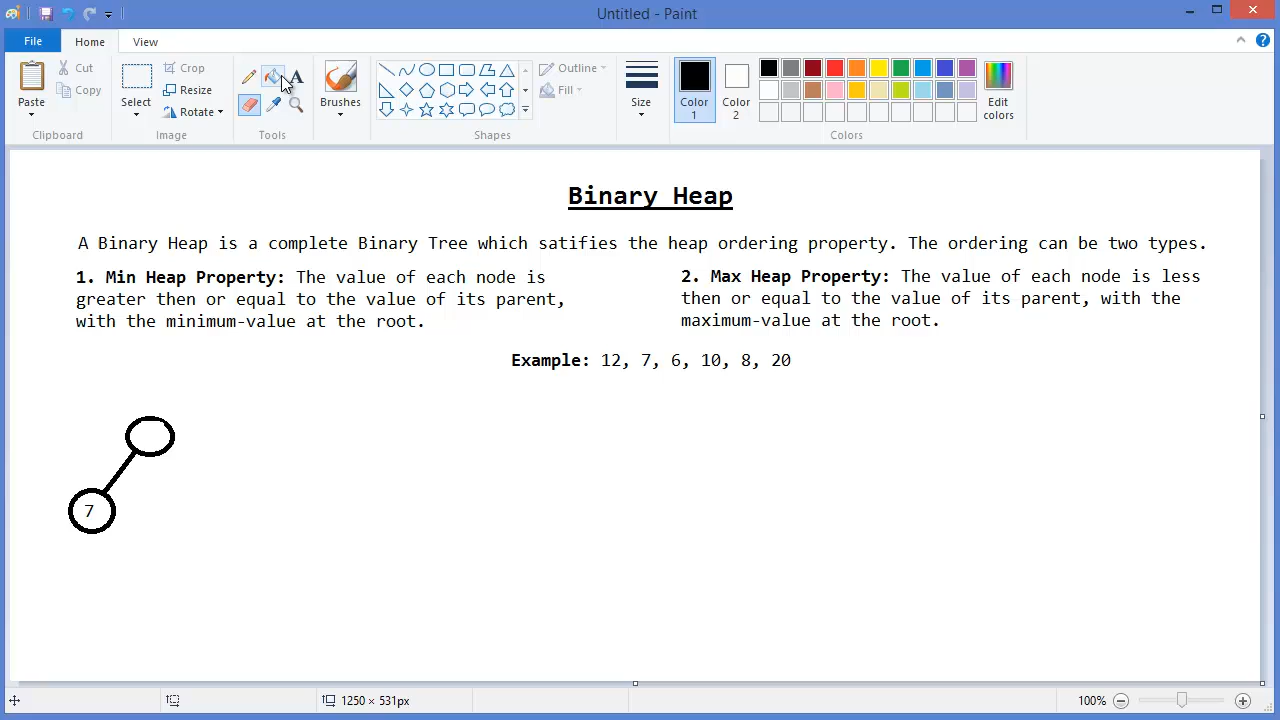 Untitled - Paint
File Home View
Cut
Copy
Paste
Clipboard
Select
Crop
Resize
Rotate
Image
A
Tools
Brushes
Outline
Fill
Shapes
Size
Color
1
Color
2
Edit
colors
Colors
Binary Heap
A Binary Heap is a complete Binary Tree which satifies the heap ordering property. The ordering can be two types.
1. Min Heap Property: The value of each node is
greater then or equal to the value of its parent,
with the minimum-value at the root.
2. Max Heap Property: The value of each node is less
then or equal to the value of its parent, with the
maximum-value at the root.
Example: 12, 7, 6, 10, 8, 20
7
1250 × 531px
100%